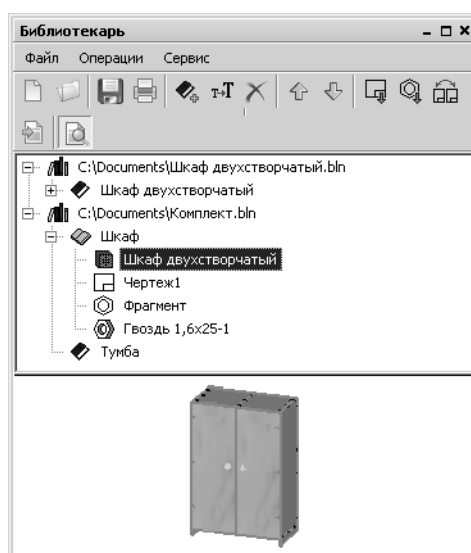 Библиотекарь
Файл Операции Сервис
C:\Documents\Шкаф двухстворчатый.bln
Шкаф двухстворчатый
C:\Documents\Комплект.bln
Шкаф
Шкаф двухстворчатый
Чертеж1
Фрагмент
Гвоздь 1,6x25-1
Тумба